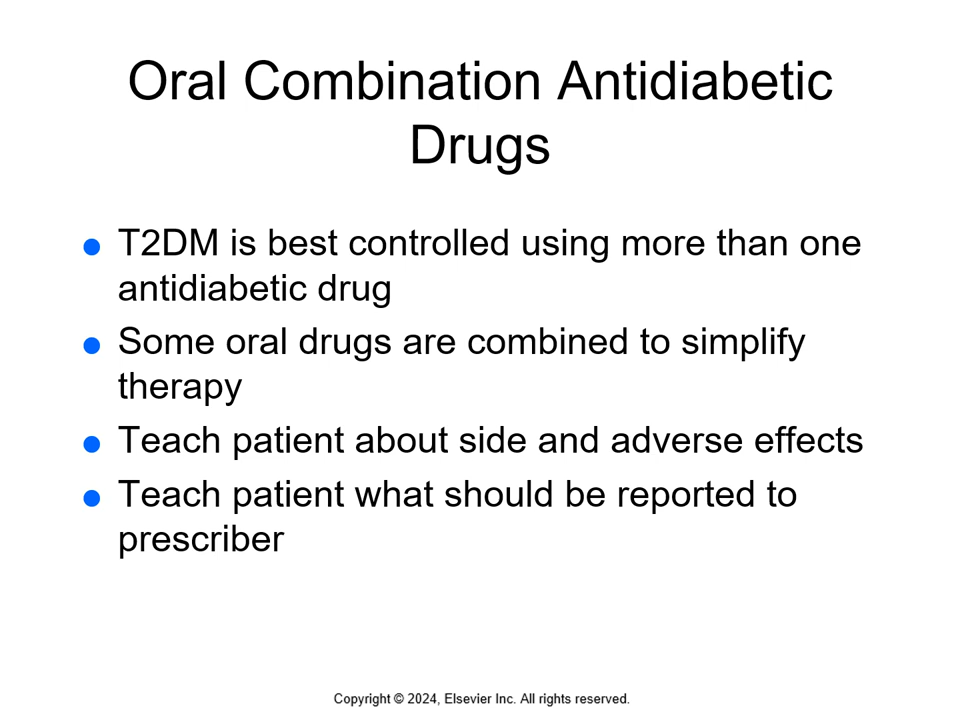 Oral Combination Antidiabetic
Drugs
● T2DM is best controlled using more than one
antidiabetic drug
● Some oral drugs are combined to simplify
therapy
● Teach patient about side and adverse effects
● Teach patient what should be reported to
prescriber
Copyright © 2024, Elsevier Inc. All rights reserved.